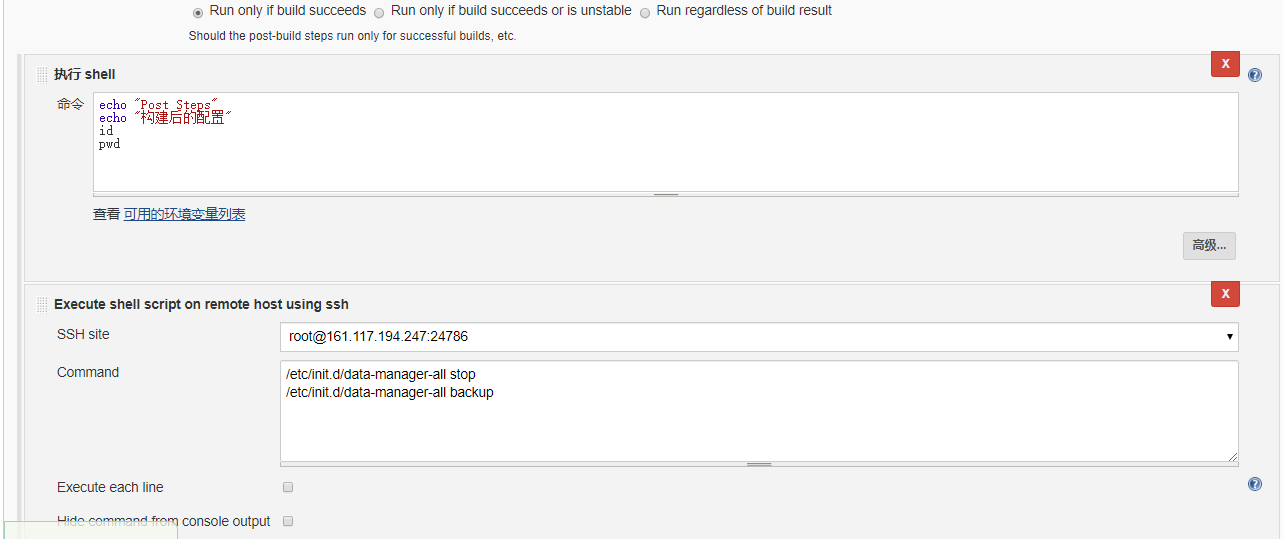 Run only if build succeeds Run only if build succeeds or is unstable Run regardless of build result
Should the post-build steps run only for successful builds, etc.
执行 shell
X
命令
echo "Post Steps"
echo "构建后的配置"
id
pwd
查看 可用的环境变量列表
高级...
Execute shell script on remote host using ssh
X
SSH site
root@161.117.194.247:24786
Command
/etc/init.d/data-manager-all stop
/etc/init.d/data-manager-all backup
Execute each line
Hide command from console output